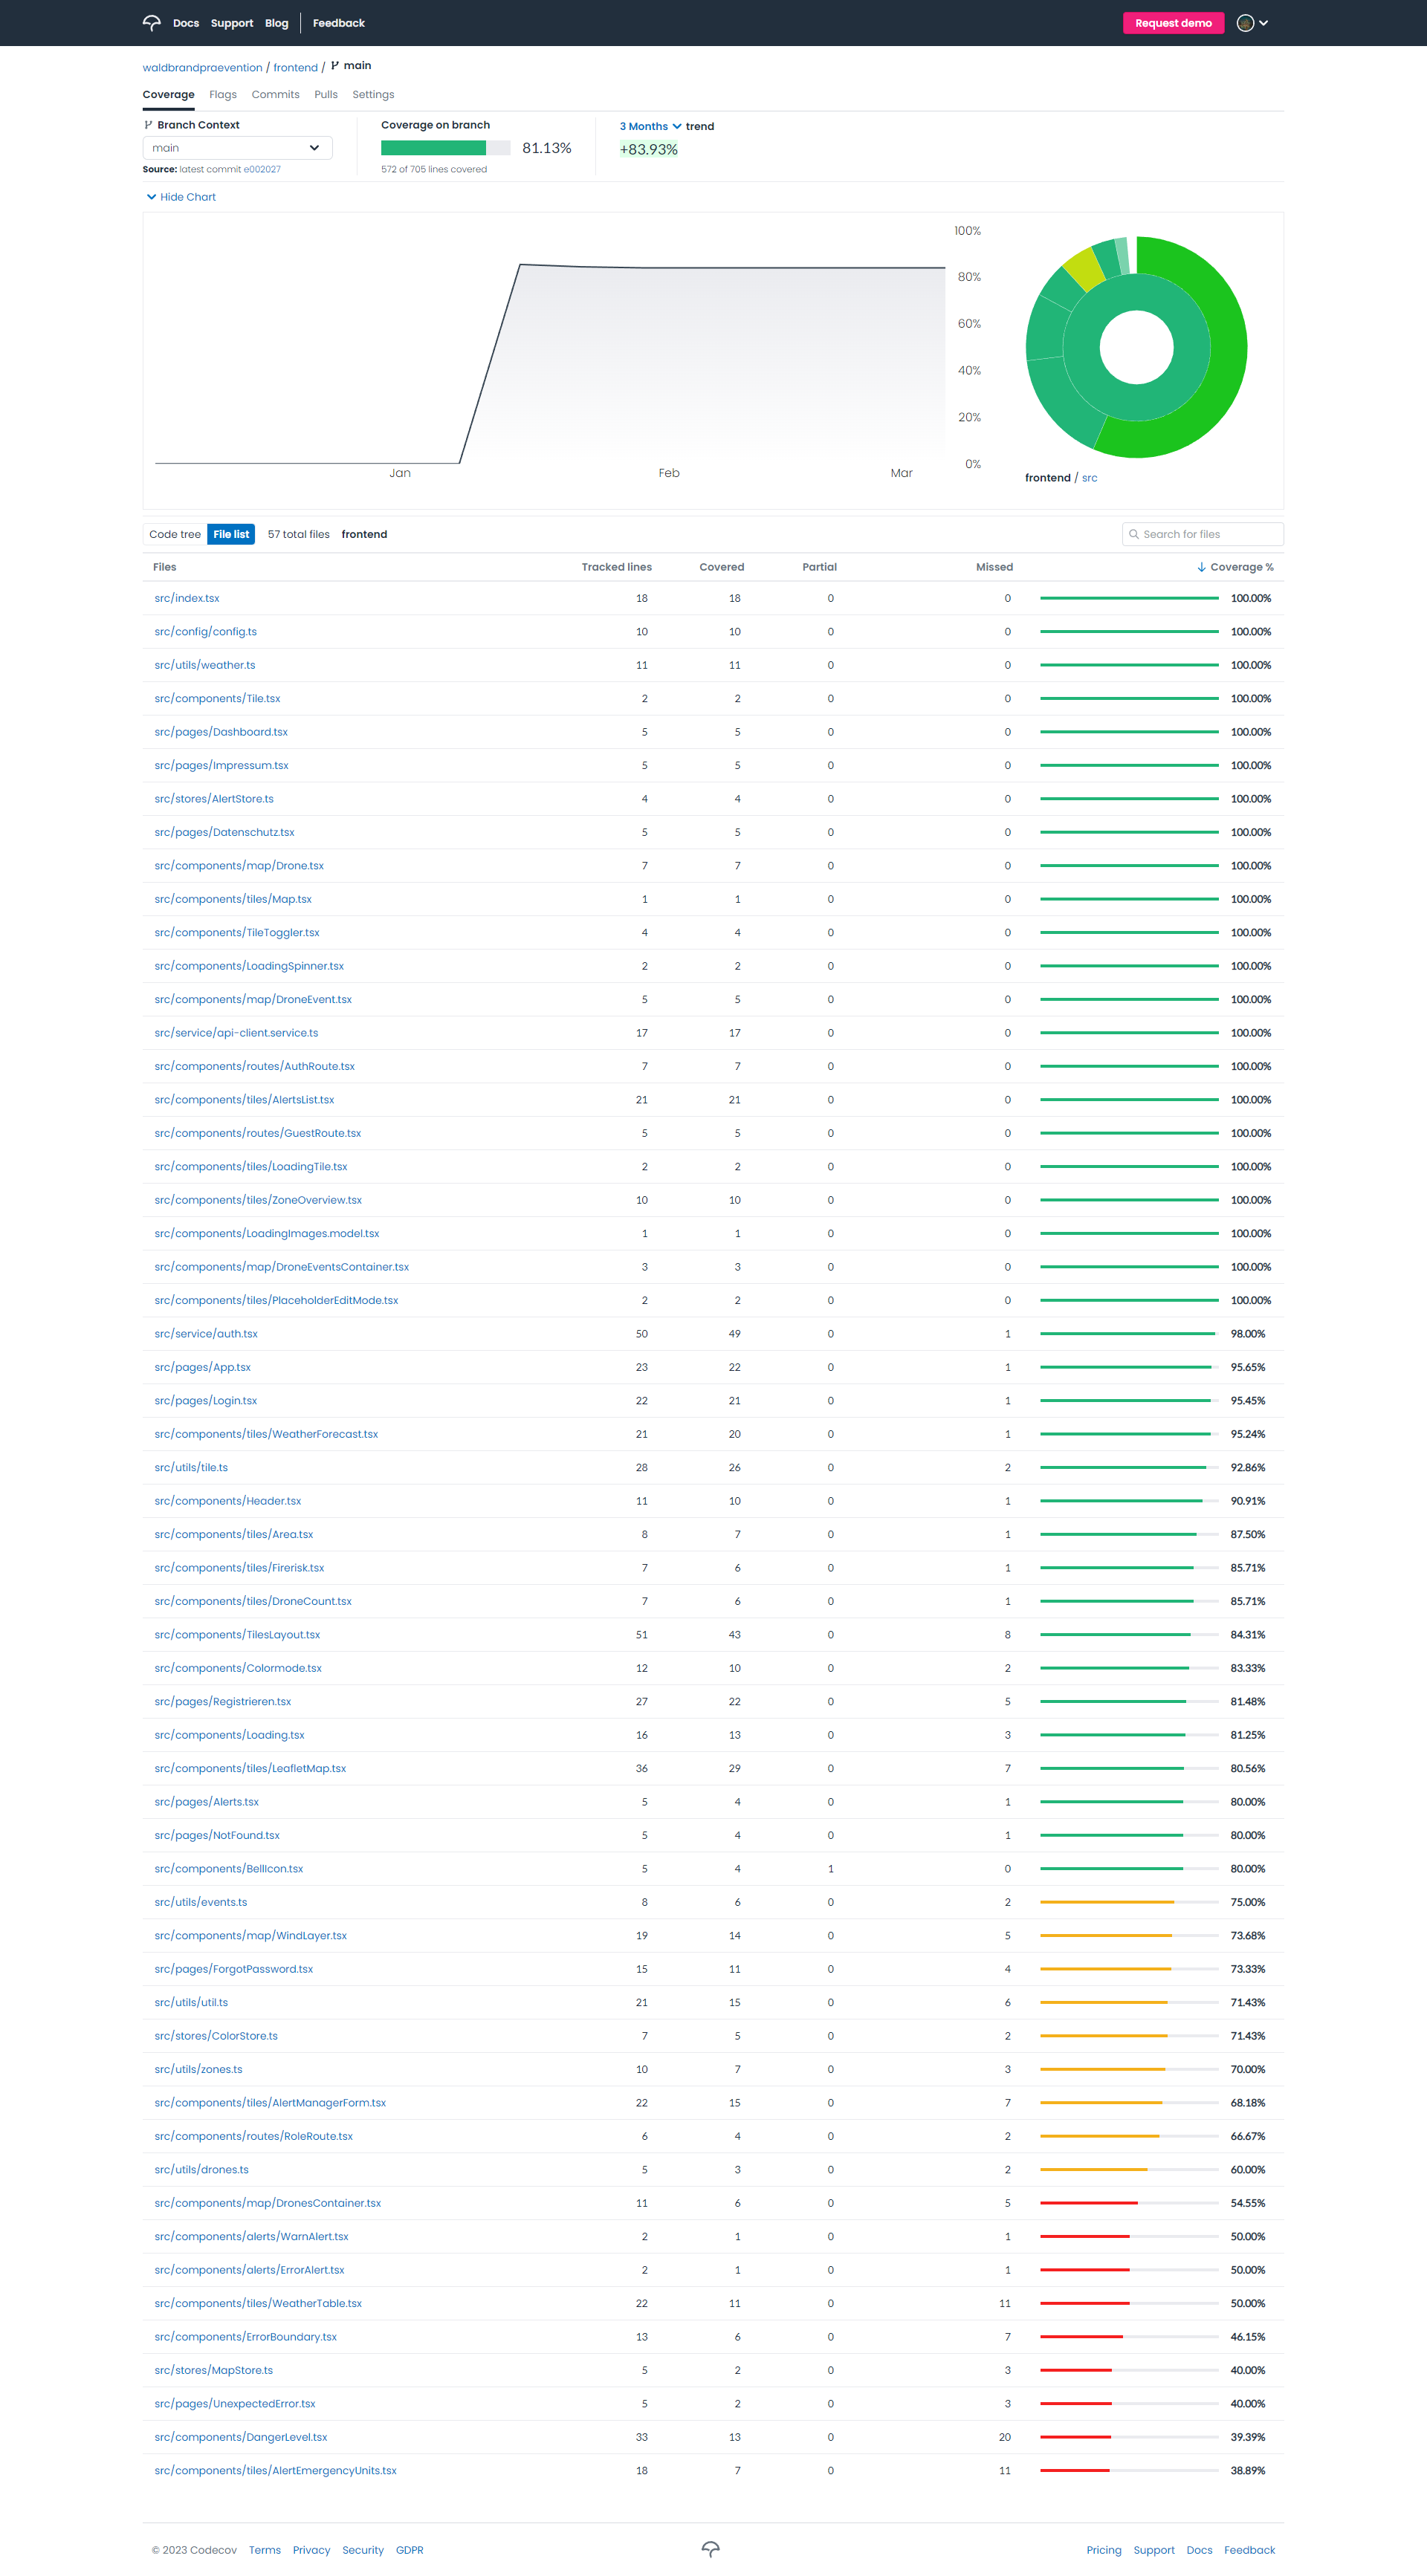 Docs Support Blog Feedback Request demo
waldbrandpraevention / frontend / main
Coverage Flags Commits Pulls Settings
Branch Context Coverage on branch 3 Months trend
main 81.13% +83.93%
Source: latest commit e002027 572 of 705 lines covered
Hide Chart
100%
80%
60%
40%
20%
0%
Jan Feb Mar
frontend / src
Code tree File list 57 total files frontend Search for files
Files Tracked lines Covered Partial Missed Coverage %
src/index.tsx 18 18 0 0 100.00%
src/config/config.ts 10 10 0 0 100.00%
src/utils/weather.ts 11 11 0 0 100.00%
src/components/Tile.tsx 2 2 0 0 100.00%
src/pages/Dashboard.tsx 5 5 0 0 100.00%
src/pages/Impressum.tsx 5 5 0 0 100.00%
src/stores/AlertStore.ts 4 4 0 0 100.00%
src/pages/Datenschutz.tsx 5 5 0 0 100.00%
src/components/map/Drone.tsx 7 7 0 0 100.00%
src/components/tiles/Map.tsx 1 1 0 0 100.00%
src/components/TileToggler.tsx 4 4 0 0 100.00%
src/components/LoadingSpinner.tsx 2 2 0 0 100.00%
src/components/map/DroneEvent.tsx 5 5 0 0 100.00%
src/service/api-client.service.ts 17 17 0 0 100.00%
src/components/routes/AuthRoute.tsx 7 7 0 0 100.00%
src/components/tiles/AlertsList.tsx 21 21 0 0 100.00%
src/components/routes/GuestRoute.tsx 5 5 0 0 100.00%
src/components/tiles/LoadingTile.tsx 2 2 0 0 100.00%
src/components/tiles/ZoneOverview.tsx 10 10 0 0 100.00%
src/components/LoadingImages.model.tsx 1 1 0 0 100.00%
src/components/map/DroneEventsContainer.tsx 3 3 0 0 100.00%
src/components/tiles/PlaceholderEditMode.tsx 2 2 0 0 100.00%
src/service/auth.tsx 50 49 0 1 98.00%
src/pages/App.tsx 23 22 0 1 95.65%
src/pages/Login.tsx 22 21 0 1 95.45%
src/components/tiles/WeatherForecast.tsx 21 20 0 1 95.24%
src/utils/tile.ts 28 26 0 2 92.86%
src/components/Header.tsx 11 10 0 1 90.91%
src/components/tiles/Area.tsx 8 7 0 1 87.50%
src/components/tiles/Firerisk.tsx 7 6 0 1 85.71%
src/components/tiles/DroneCount.tsx 7 6 0 1 85.71%
src/components/TilesLayout.tsx 51 43 0 8 84.31%
src/components/Colormode.tsx 12 10 0 2 83.33%
src/pages/Registrieren.tsx 27 22 0 5 81.48%
src/components/Loading.tsx 16 13 0 3 81.25%
src/components/tiles/LeafletMap.tsx 36 29 0 7 80.56%
src/pages/Alerts.tsx 5 4 0 1 80.00%
src/pages/NotFound.tsx 5 4 0 1 80.00%
src/components/BellIcon.tsx 5 4 1 0 80.00%
src/utils/events.ts 8 6 0 2 75.00%
src/components/map/WindLayer.tsx 19 14 0 5 73.68%
src/pages/ForgotPassword.tsx 15 11 0 4 73.33%
src/utils/util.ts 21 15 0 6 71.43%
src/stores/ColorStore.ts 7 5 0 2 71.43%
src/utils/zones.ts 10 7 0 3 70.00%
src/components/tiles/AlertManagerForm.tsx 22 15 0 7 68.18%
src/components/routes/RoleRoute.tsx 6 4 0 2 66.67%
src/utils/drones.ts 5 3 0 2 60.00%
src/components/map/DronesContainer.tsx 11 6 0 5 54.55%
src/components/alerts/WarnAlert.tsx 2 1 0 1 50.00%
src/components/alerts/ErrorAlert.tsx 2 1 0 1 50.00%
src/components/tiles/WeatherTable.tsx 22 11 0 11 50.00%
src/components/ErrorBoundary.tsx 13 6 0 7 46.15%
src/stores/MapStore.ts 5 2 0 3 40.00%
src/pages/UnexpectedError.tsx 5 2 0 3 40.00%
src/components/DangerLevel.tsx 33 13 0 20 39.39%
src/components/tiles/AlertEmergencyUnits.tsx 18 7 0 11 38.89%
© 2023 Codecov Terms Privacy Security GDPR Pricing Support Docs Feedback